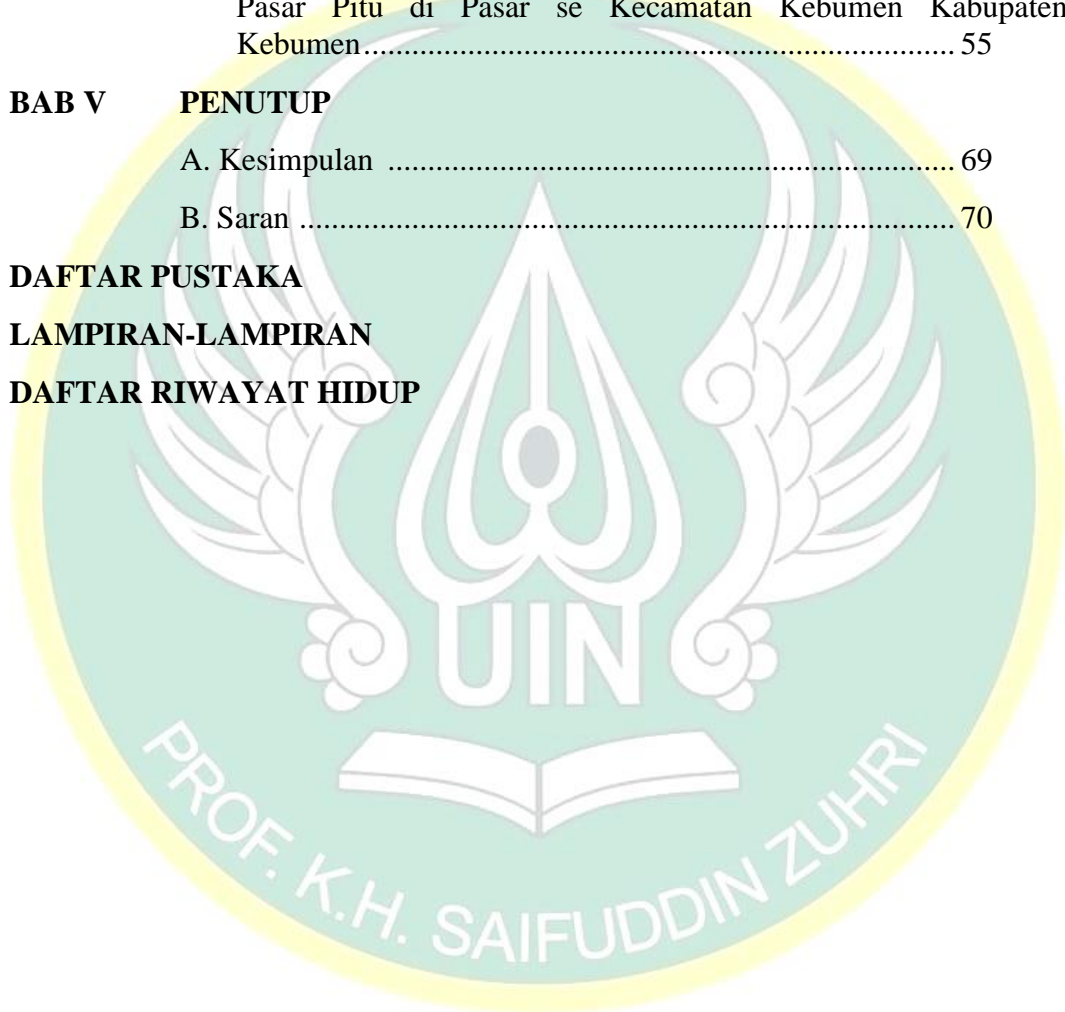 Pasar Pitu di Pasar se Kecamatan Kebumen Kabupaten
Kebumen.............................................................. 55
BAB V PENUTUP
A. Kesimpulan ........................................................... 69
B. Saran .................................................................... 70
DAFTAR PUSTAKA
LAMPIRAN-LAMPIRAN
DAFTAR RIWAYAT HIDUP
UIN
PROF. K.H. SAIFUDDIN ZUHRI